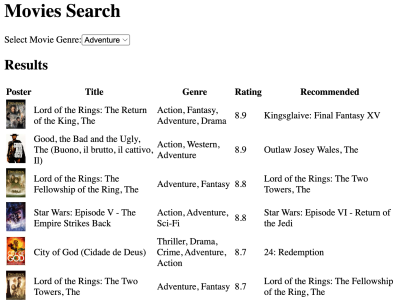 Movies Search
Select Movie Genre: Adventure
Results
Poster Title Genre Rating Recommended
Lord of the Rings: The Return of the King, The Action, Fantasy, Adventure, Drama 8.9 Kingsglaive: Final Fantasy XV
Good, the Bad and the Ugly, The (Buono, il brutto, il cattivo, Il) Action, Western, Adventure 8.9 Outlaw Josey Wales, The
Lord of the Rings: The Fellowship of the Ring, The Adventure, Fantasy 8.8 Lord of the Rings: The Two Towers, The
Star Wars: Episode V - The Empire Strikes Back Action, Adventure, Sci-Fi 8.8 Star Wars: Episode VI - Return of the Jedi
City of God (Cidade de Deus) Thriller, Drama, Crime, Adventure, Action 8.7 24: Redemption
Lord of the Rings: The Two Towers, The Adventure, Fantasy 8.7 Lord of the Rings: The Fellowship of the Ring, The